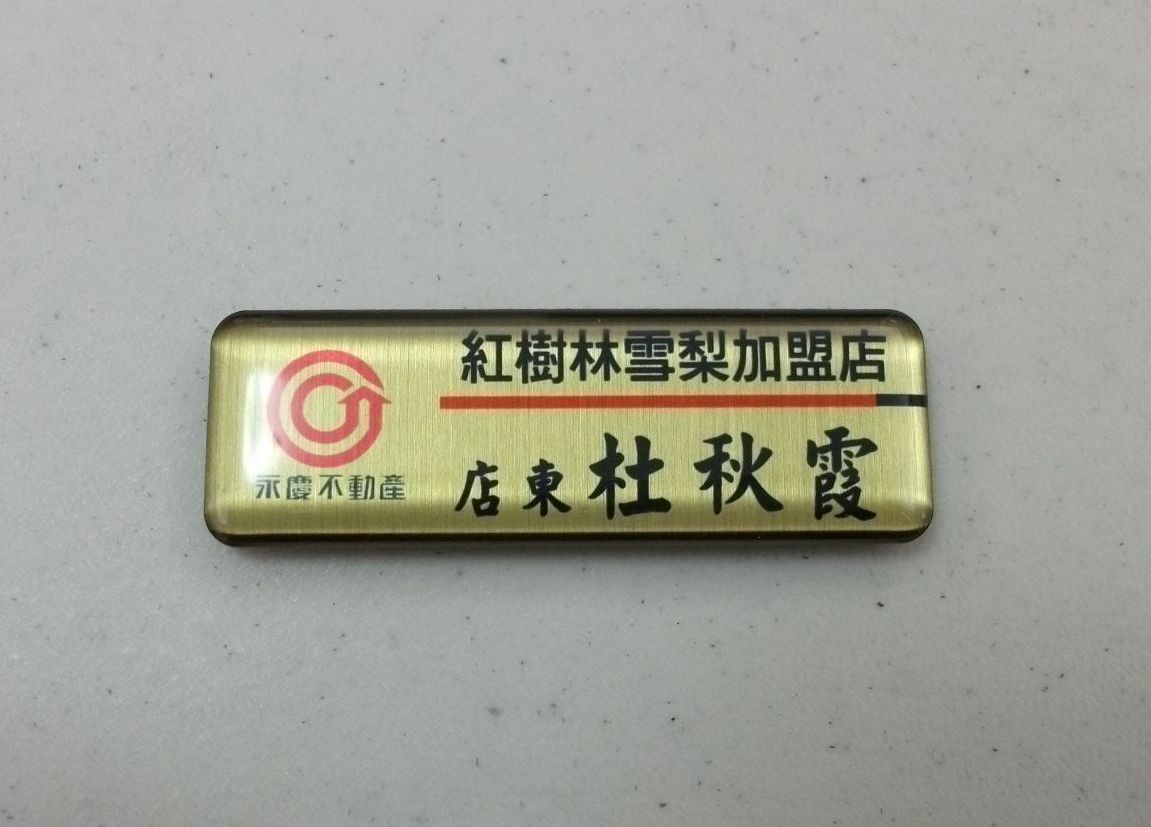 紅樹林雪梨加盟店
永慶不動產
店東 杜秋霞